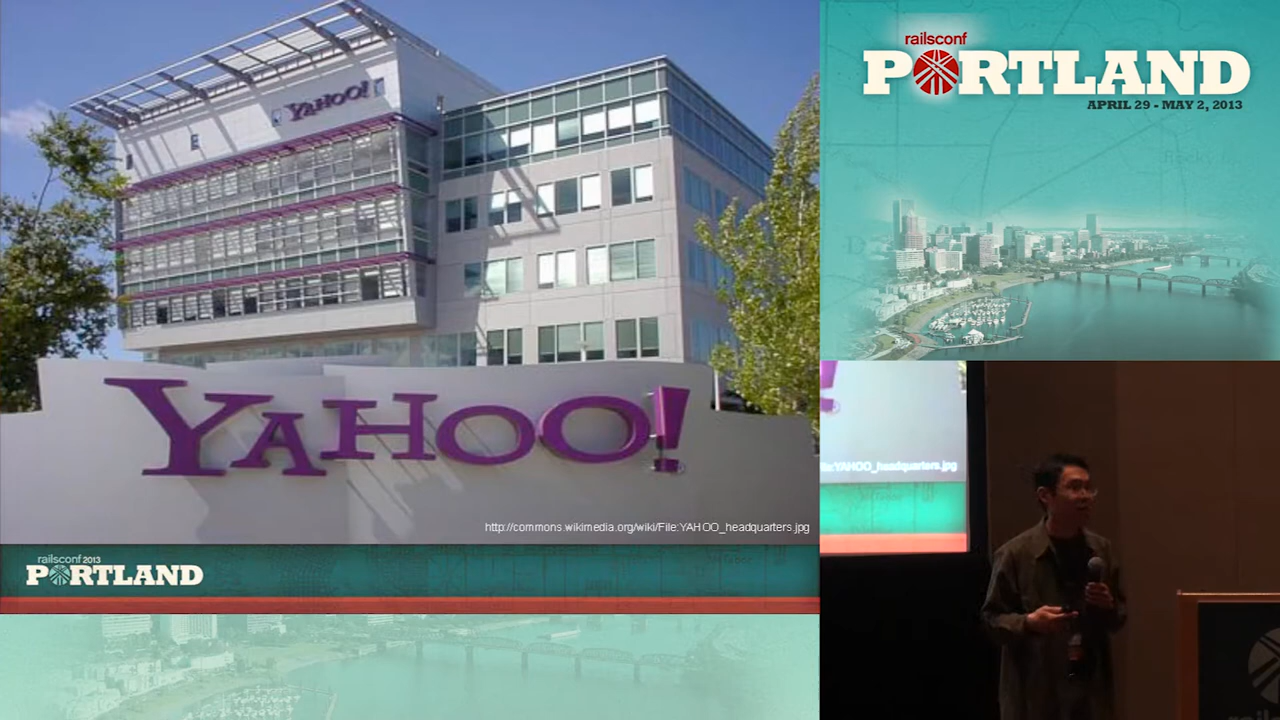 YAHOO!
YAHOO!
http://commons.wikimedia.org/wiki/File:YAHOO_headquarters.jpg
railsconf 2013
PORTLAND
railsconf
PORTLAND
APRIL 29 - MAY 2, 2013
YAHOO_headquarters.jpg